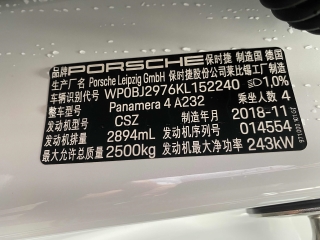 品牌 PORSCHE 保时捷 制造国 德国
生产厂名 Porsche Leipzig GmbH 保时捷股份公司莱比锡工厂制造
车辆识别代号 WP0BJ2976KL152240 1,0%
整车型号 Panamera 4 A232 乘坐人数 4
发动机型号 CSZ 制造年月 2018-11
发动机排量 2894mL 发动机序列号 014554
最大允许总质量 2500kg 发动机最大净功率 243kW